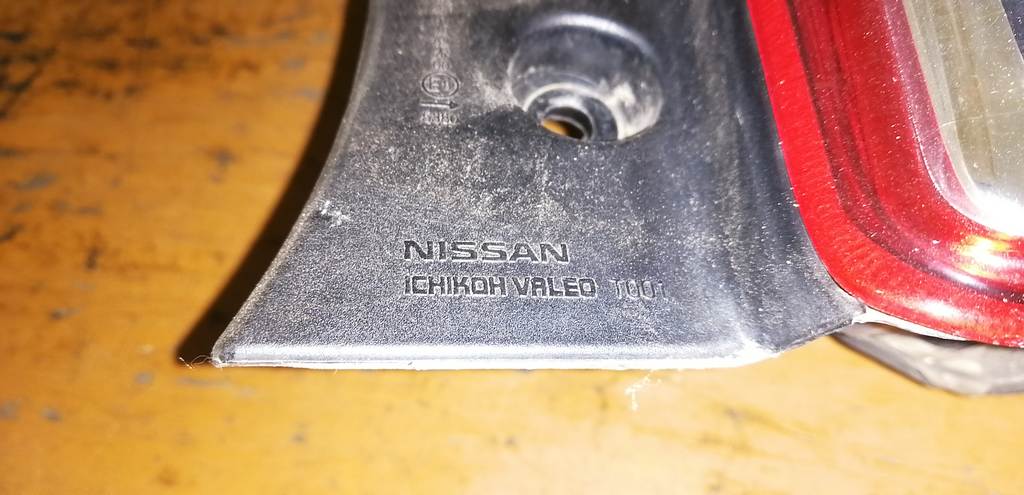 NISSAN
ICHIKOH VALEO T001